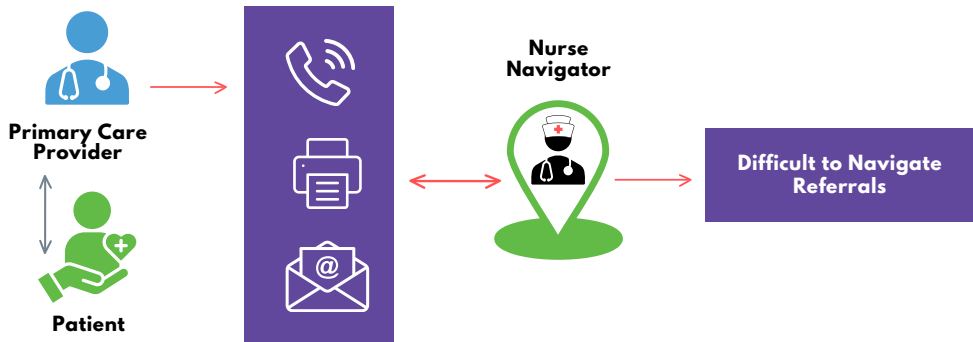 Primary Care
Provider
Patient
@
Nurse
Navigator
Difficult to Navigate
Referrals